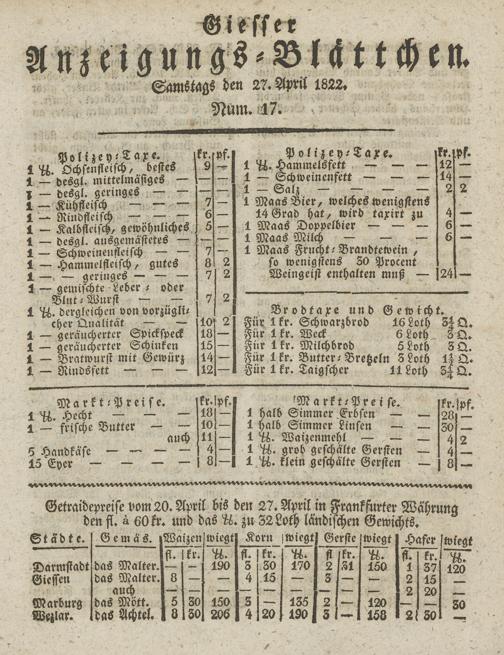 Giesser
Anzeigungs-Blättchen.
Samstags den 27. April 1822.
Num. 17.
Polizey-Taxe. kr. pf.
1 ℔. Ochsenfleisch, bestes 9 —
1 — desgl. mittelmäßiges — —
1 — desgl. geringes — — —
1 — Kühfleisch — — 7 —
1 — Rindfleisch — — 6 —
1 — Kalbfleisch, gewöhnliches 5 —
1 — desgl. ausgemästetes — —
1 — Schweinenfleisch — 7 —
1 — Hammelfleisch, gutes 8 2
— — geringes — — 7 2
1 — gemischte Leber- oder
Blut-Wurst — — 7 2
1 ℔. dergleichen von vorzügli-
cher Qualität — — 10 2
1 — geräucherter Spickspeck 18 —
1 — geräucherter Schinken 15 —
1 — Bratwurst mit Gewürz 14 —
1 — Rindsfett — — 12 —
Polizey-Taxe. kr. pf.
1 ℔. Hammelsfett — — 12 —
1 — Schweinenfett — — 14 —
1 — Salz — — — 2 2
1 Maas Bier, welches wenigstens
14 Grad hat, wird taxirt zu 4 —
1 Maas Doppelbier — — 6 —
1 Maas Milch — — 6 —
1 Maas Frucht-Brandtewein,
so wenigstens 30 Procent
Weingeist enthalten muß — 24 —
Brodtaxe und Gewicht.
Für 1 kr. Schwarzbrod 16 Loth Q.
Für 1 kr. Weck 6 Loth 3 Q.
Für 1 kr. Milchbrod 5 Loth 3 Q.
Für 1 kr. Butter-Bretzeln 3 Loth Q.
Für 1 kr. Taigscher 11 Loth Q.
Markt-Preise. kr. pf.
1 ℔. Hecht — — — 18 —
1 — frische Butter — — 10 —
auch 11 —
5 Handkäse — — — 4 —
15 Eyer — — — — 8 —
Markt-Preise. kr. pf.
1 halb Simmer Erbsen — — 28 —
1 halb Simmer Linsen — — 30 —
1 ℔. Waizenmehl — — 4 2
1 ℔. grob geschälte Gersten — 4 —
1 ℔. klein geschälte Gersten — 8 —
Getraidepreise vom 20. April bis den 27. April in Frankfurter Währung
den fl. à 60 kr. und das ℔. zu 32 Loth ländischen Gewichts.
Städte. Gemäs. Waizen wiegt Korn wiegt Gerste wiegt Hafer wiegt
fl. kr. ℔. fl. kr. ℔. fl kr. ℔. fl. kr. ℔.
Darmstadt das Malter. — — 190 3 30 170 2 31 150 1 37 120
Giessen das Malter. 8 — 4 15 — 3 — 2 15 —
auch — — — — — — 2 20 —
Marburg das Mött. 5 30 150 3 — 135 2 — 120 — — 30
Wezlar. das Achtel. 8 30 206 4 20 190 3 — 158 2 30 —